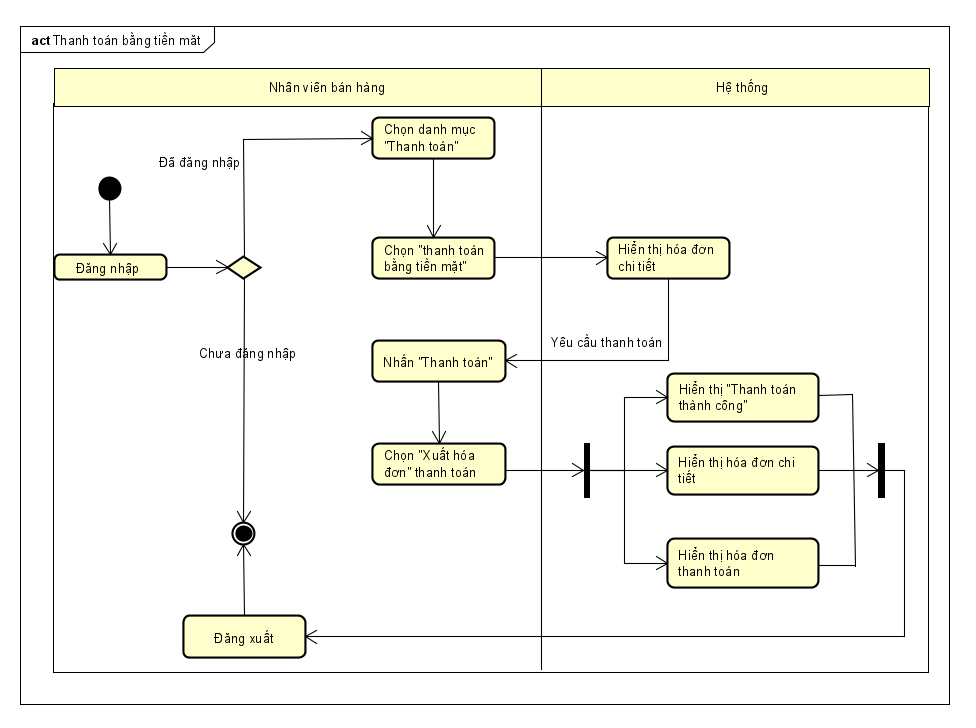 act Thanh toán bằng tiền mặt
Nhân viên bán hàng
Hệ thống
Chọn danh mục
"Thanh toán"
Đã đăng nhập
Đăng nhập
Chọn "thanh toán
bằng tiền mặt"
Hiển thị hóa đơn
chi tiết
Yêu cầu thanh toán
Chưa đăng nhập
Nhấn "Thanh toán"
Hiển thị "Thanh toán
thành công"
Chọn "Xuất hóa
đơn" thanh toán
Hiển thị hóa đơn chi
tiết
Hiển thị hóa đơn
thanh toán
Đăng xuất